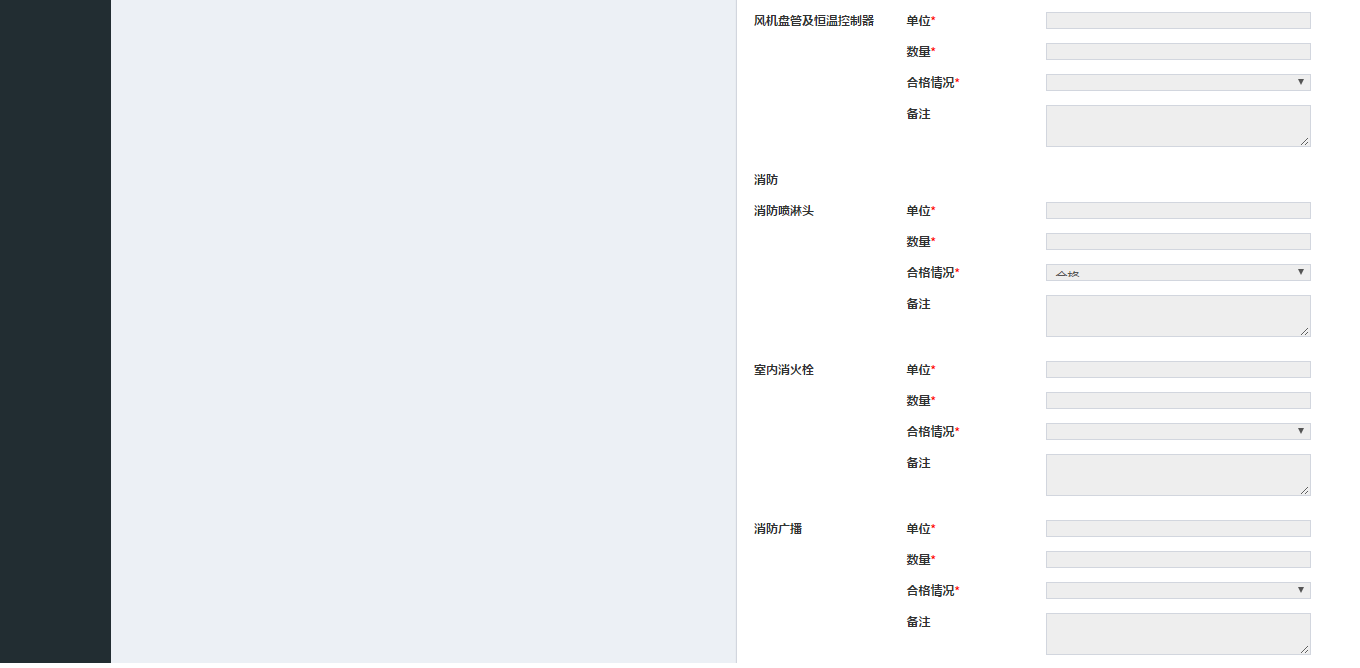 风机盘管及恒温控制器 单位*
数量*
合格情况*
备注
消防
消防喷淋头 单位*
数量*
合格情况* 合格
备注
室内消火栓 单位*
数量*
合格情况*
备注
消防广播 单位*
数量*
合格情况*
备注